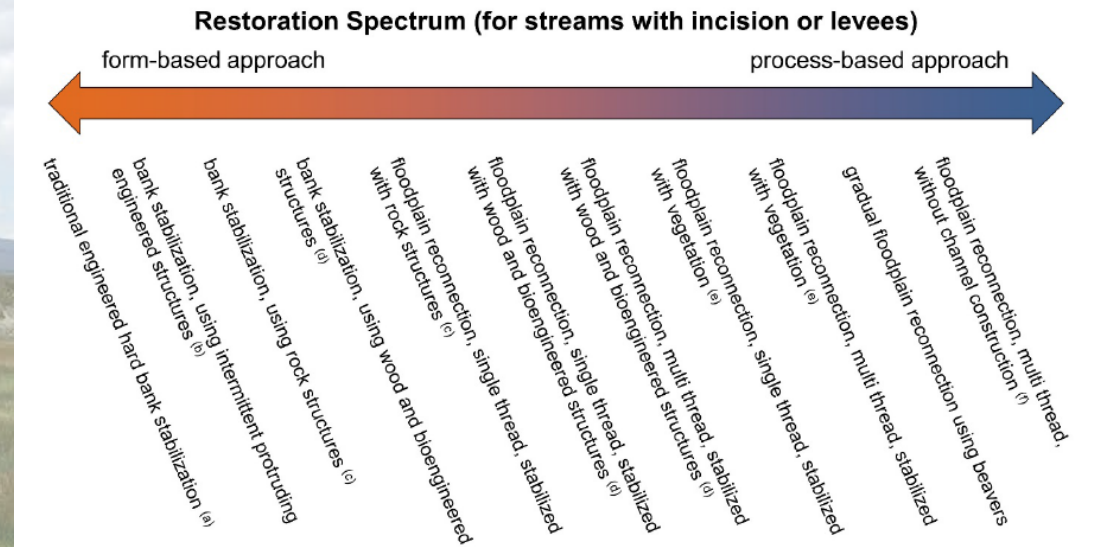 Restoration Spectrum (for streams with incision or levees)
form-based approach
process-based approach
traditional engineered hard bank stabilization (a)
bank stabilization, using intermittent protruding
engineered structures (b)
bank stabilization, using rock structures (c)
bank stabilization, using wood and bioengineered
structures (d)
floodplain reconnection, single thread, stabilized
with rock structures (c)
floodplain reconnection, single thread, stabilized
with wood and bioengineered structures (d)
floodplain reconnection, multi thread, stabilized
with wood and bioengineered structures (d)
floodplain reconnection, single thread, stabilized
with vegetation (e)
floodplain reconnection, multi thread, stabilized
with vegetation (e)
gradual floodplain reconnection using beavers
floodplain reconnection, multi thread,
without channel construction (f)